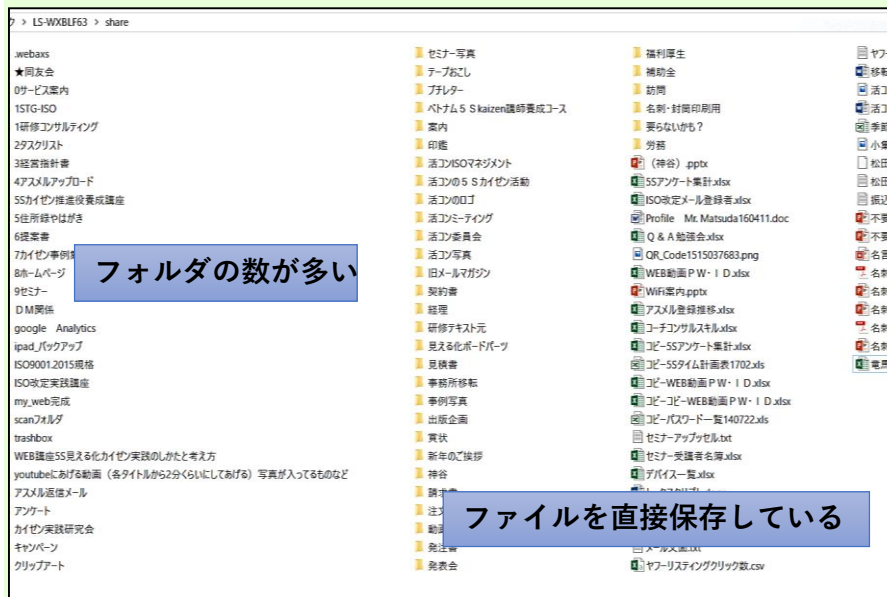 > LS-WXBLF63 > share
.webaxs
★同友会
0サービス案内
1STG-ISO
1研修コンサルティング
2タスクリスト
3経営指針書
4アスメルアップロード
5Sカイゼン推進役養成講座
5住所録やはがき
6提案書
7カイゼン事例
8ホームページ
9セミナー
DM関係
google Analytics
ipad_バックアップ
ISO9001.2015規格
ISO改定実践講座
my_web完成
scanフォルダ
trashbox
WEB講座5S見える化カイゼン実践のしかたと考え方
youtubeにあげる動画（各タイトルから2分くらいにしてあげる）写真が入ってるものなど
アスメル返信メール
アンケート
カイゼン実践研究会
キャンペーン
クリップアート
セミナー写真
テープおこし
プチレター
ベトナム５Ｓkaizen講師養成コース
案内
印鑑
活コンISOマネジメント
活コンの５Ｓカイゼン活動
活コンのロゴ
活コンミーティング
活コン委員会
活コン写真
旧メールマガジン
契約書
経理
研修テキスト元
見える化ボードパーツ
見積書
事務所移転
事例写真
出版企画
賞状
新年のご挨拶
神谷
発表会
福利厚生
補助金
訪問
名刺・封筒印刷用
要らないかも？
労務
（神谷）.pptx
5Sアンケート集計.xlsx
ISO改定メール登録者.xlsx
Profile Mr. Matsuda160411.doc
Q & A 勉強会.xlsx
QR_Code1515037683.png
WEB動画ＰＷ・ＩＤ.xlsx
WiFi案内.pptx
アスメル登録推移.xlsx
コーチコンサルスキル.xlsx
コピー5Sアンケート集計.xlsx
コピー5Sタイム計画表1702.xls
コピーWEB動画ＰＷ・ＩＤ.xlsx
コピーコピーWEB動画ＰＷ・ＩＤ.xlsx
コピーパスワード一覧140722.xls
セミナーアップッセル.txt
セミナー受講者名簿.xlsx
デバイス一覧.xlsx
ヤフーリスティングクリック数.csv
フォルダの数が多い
ファイルを直接保存している